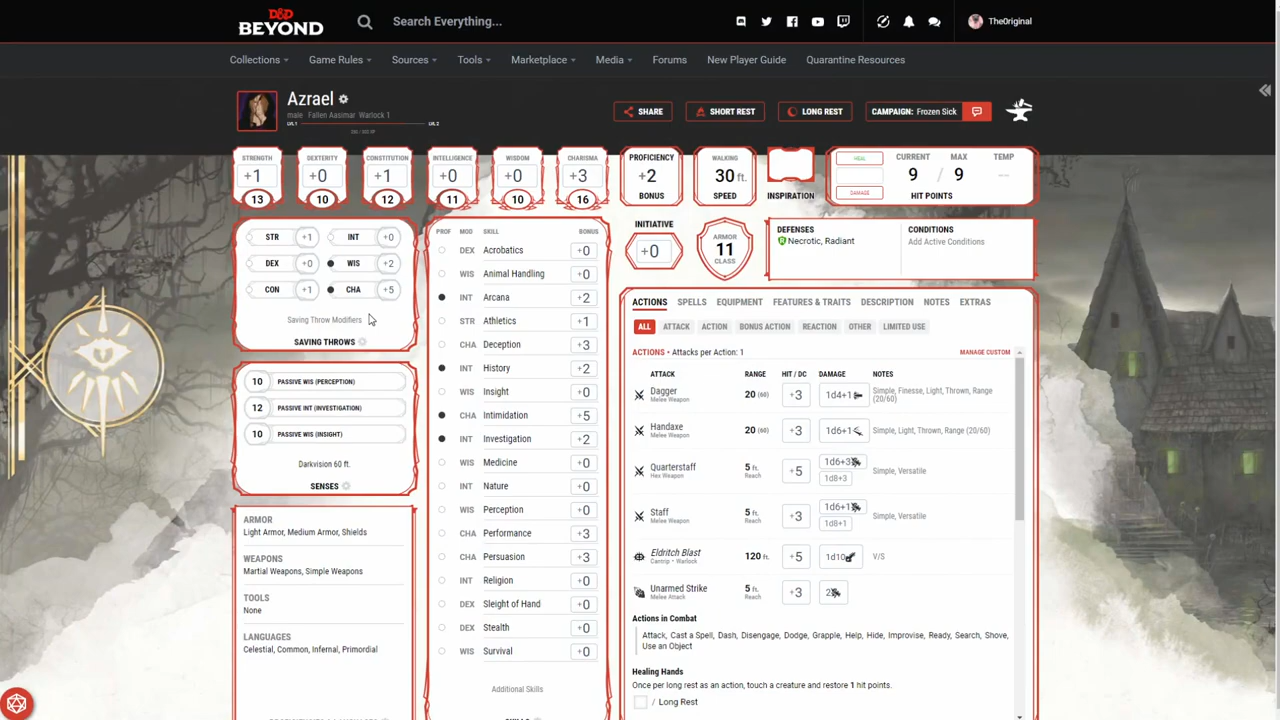 D&D
BEYOND
Search Everything...
The0riginal
Collections
Game Rules
Sources
Tools
Marketplace
Media
Forums
New Player Guide
Quarantine Resources
Azrael
male Fallen Aasimar Warlock 1
LVL 1
LVL 2
SHARE
SHORT REST
LONG REST
CAMPAIGN: Frozen Sick
STRENGTH
+1
13
DEXTERITY
+0
10
CONSTITUTION
+1
12
INTELLIGENCE
+0
11
WISDOM
+0
10
CHARISMA
+3
16
PROFICIENCY
+2
BONUS
WALKING
30 ft.
SPEED
INSPIRATION
HEAL
DAMAGE
CURRENT MAX TEMP
9 / 9 --
HIT POINTS
STR +1 INT +0
DEX +0 WIS +2
CON +1 CHA +5
Saving Throw Modifiers
SAVING THROWS
10 PASSIVE WIS (PERCEPTION)
12 PASSIVE INT (INVESTIGATION)
10 PASSIVE WIS (INSIGHT)
Darkvision 60 ft.
SENSES
ARMOR
Light Armor, Medium Armor, Shields
WEAPONS
Martial Weapons, Simple Weapons
TOOLS
None
LANGUAGES
Celestial, Common, Infernal, Primordial
PROF MOD SKILL BONUS
DEX Acrobatics +0
WIS Animal Handling +0
INT Arcana +2
STR Athletics +1
CHA Deception +3
INT History +2
WIS Insight +0
CHA Intimidation +5
INT Investigation +2
WIS Medicine +0
INT Nature +0
WIS Perception +0
CHA Performance +3
CHA Persuasion +3
INT Religion +0
DEX Sleight of Hand +0
DEX Stealth +0
WIS Survival +0
Additional Skills
INITIATIVE
+0
ARMOR
11
CLASS
DEFENSES
Necrotic, Radiant
CONDITIONS
Add Active Conditions
ACTIONS SPELLS EQUIPMENT FEATURES & TRAITS DESCRIPTION NOTES EXTRAS
ALL ATTACK ACTION BONUS ACTION REACTION OTHER LIMITED USE
ACTIONS • Attacks per Action: 1
MANAGE CUSTOM
ATTACK RANGE HIT / DC DAMAGE NOTES
Dagger
Melee Weapon
20 (60)
+3
1d4+1
Simple, Finesse, Light, Thrown, Range
(20/60)
Handaxe
Melee Weapon
20 (60)
+3
1d6+1
Simple, Light, Thrown, Range (20/60)
Quarterstaff
Hex Weapon
5 ft.
Reach
+5
1d6+3
1d8+3
Simple, Versatile
Staff
Melee Weapon
5 ft.
Reach
+3
1d6+1
1d8+1
Simple, Versatile
Eldritch Blast
Cantrip • Warlock
120 ft.
+5
1d10
V/S
Unarmed Strike
Melee Attack
5 ft.
Reach
+3
2
Actions in Combat
Attack, Cast a Spell, Dash, Disengage, Dodge, Grapple, Help, Hide, Improvise, Ready, Search, Shove,
Use an Object
Healing Hands
Once per long rest as an action, touch a creature and restore 1 hit points.
/ Long Rest